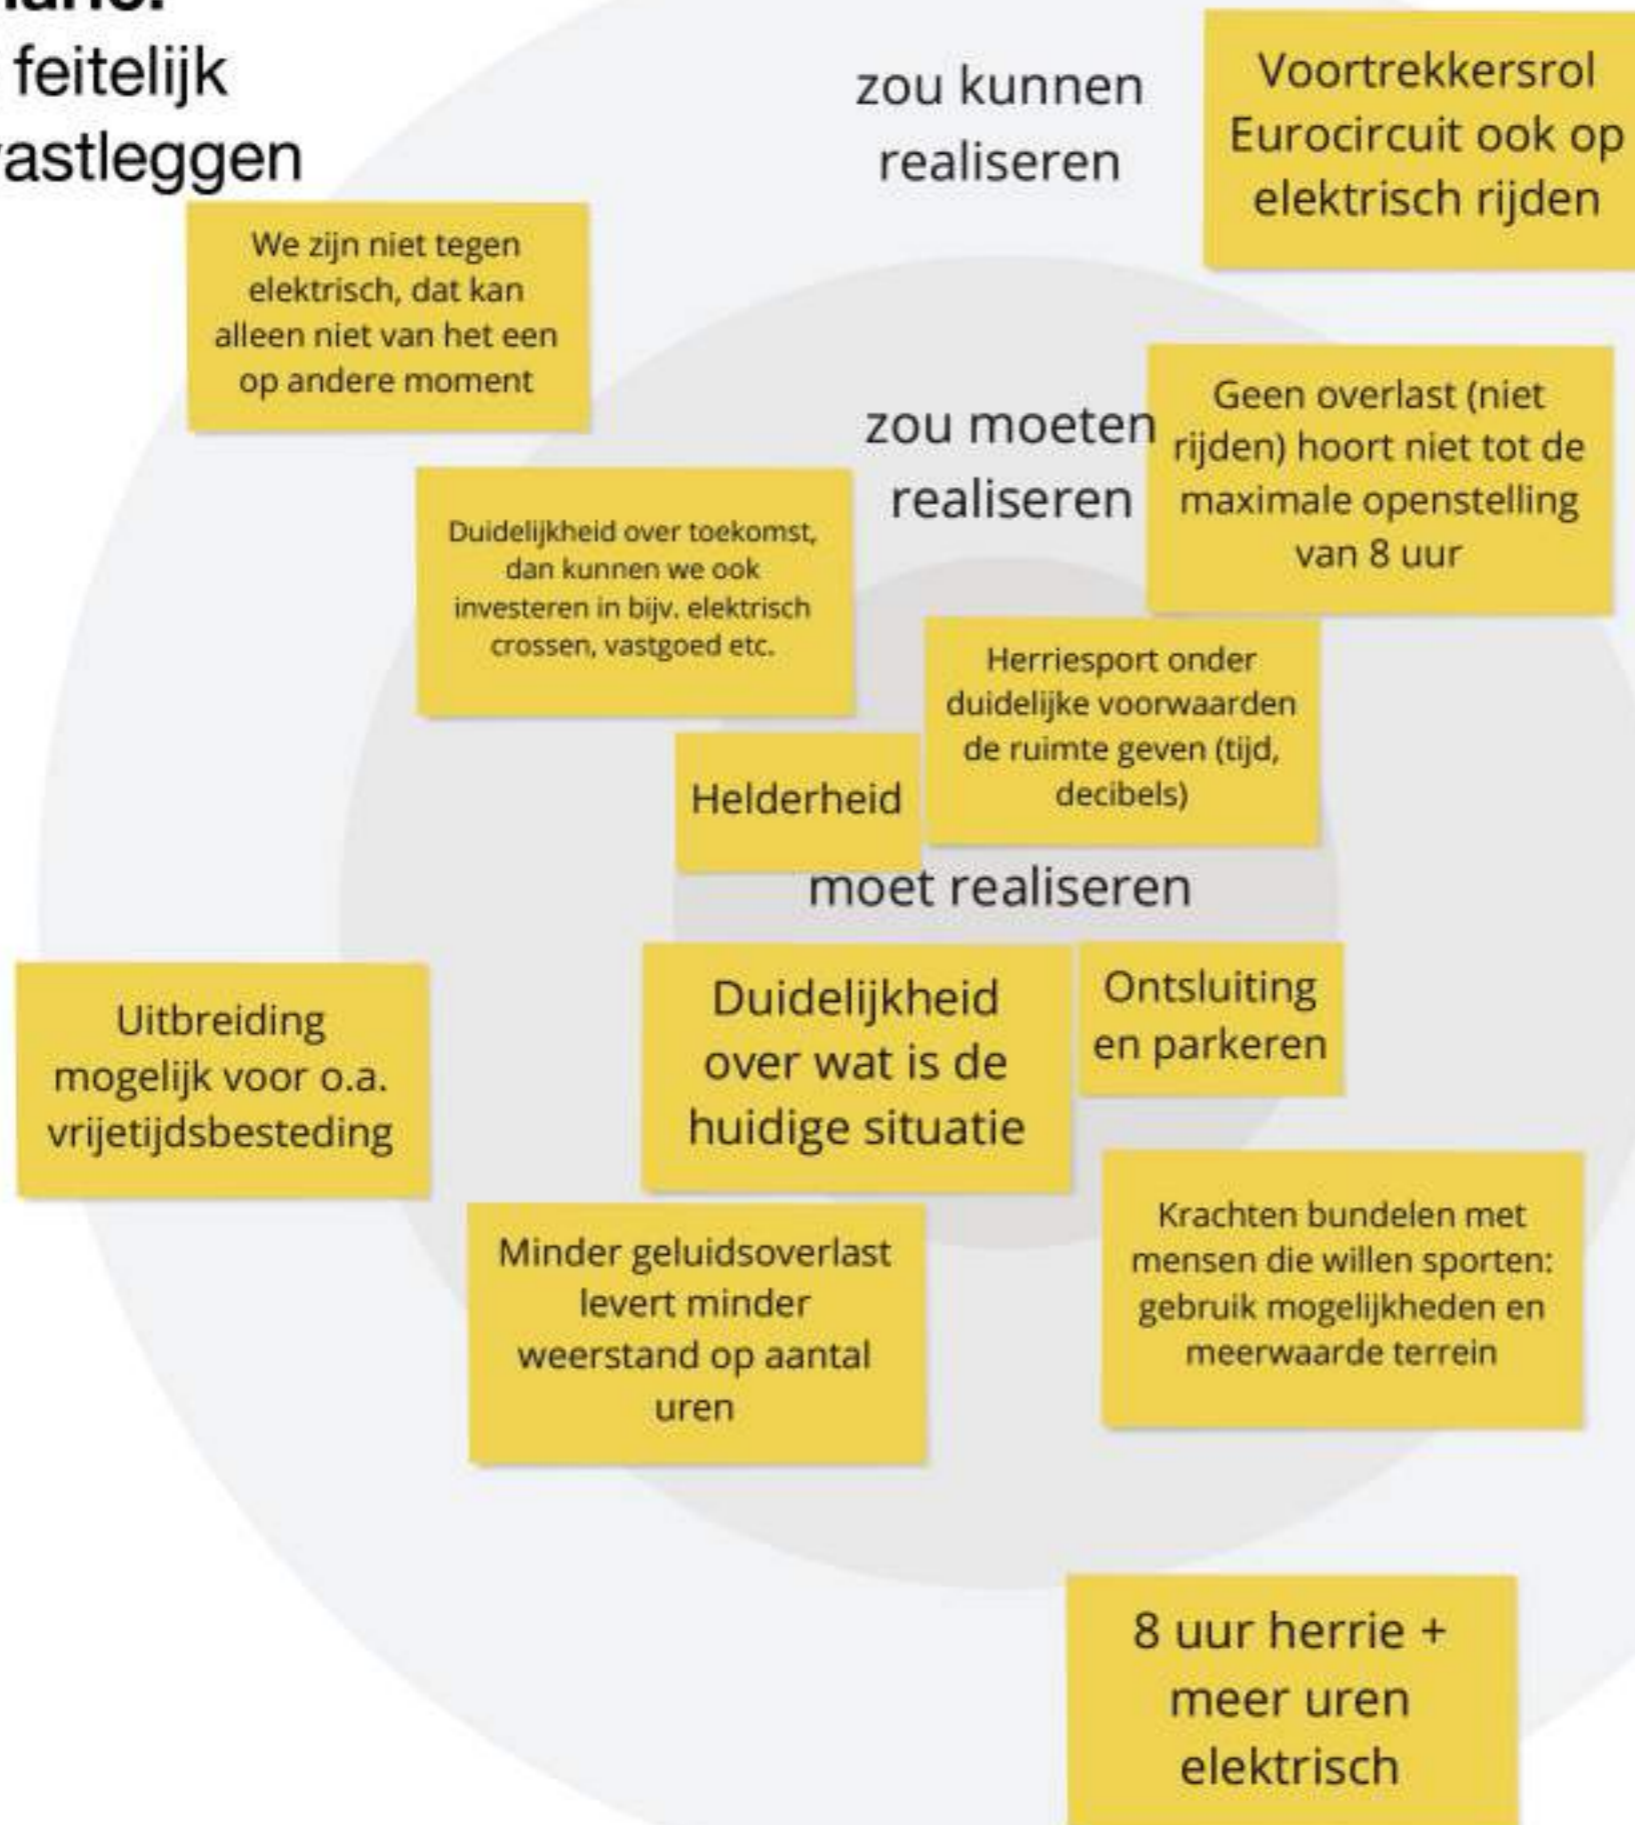 feitelijk
vastleggen
zou kunnen
realiseren
Voortrekkersrol
Eurocircuit ook op
elektrisch rijden
We zijn niet tegen
elektrisch, dat kan
alleen niet van het een
op andere moment
zou moeten
realiseren
Geen overlast (niet
rijden) hoort niet tot de
maximale openstelling
van 8 uur
Duidelijkheid over toekomst,
dan kunnen we ook
investeren in bijv. elektrisch
crossen, vastgoed etc.
Herriesport onder
duidelijke voorwaarden
de ruimte geven (tijd,
decibels)
Helderheid
moet realiseren
Duidelijkheid
over wat is de
huidige situatie
Ontsluiting
en parkeren
Uitbreiding
mogelijk voor o.a.
vrijetijdsbesteding
Minder geluidsoverlast
levert minder
weerstand op aantal
uren
Krachten bundelen met
mensen die willen sporten:
gebruik mogelijkheden en
meerwaarde terrein
8 uur herrie +
meer uren
elektrisch